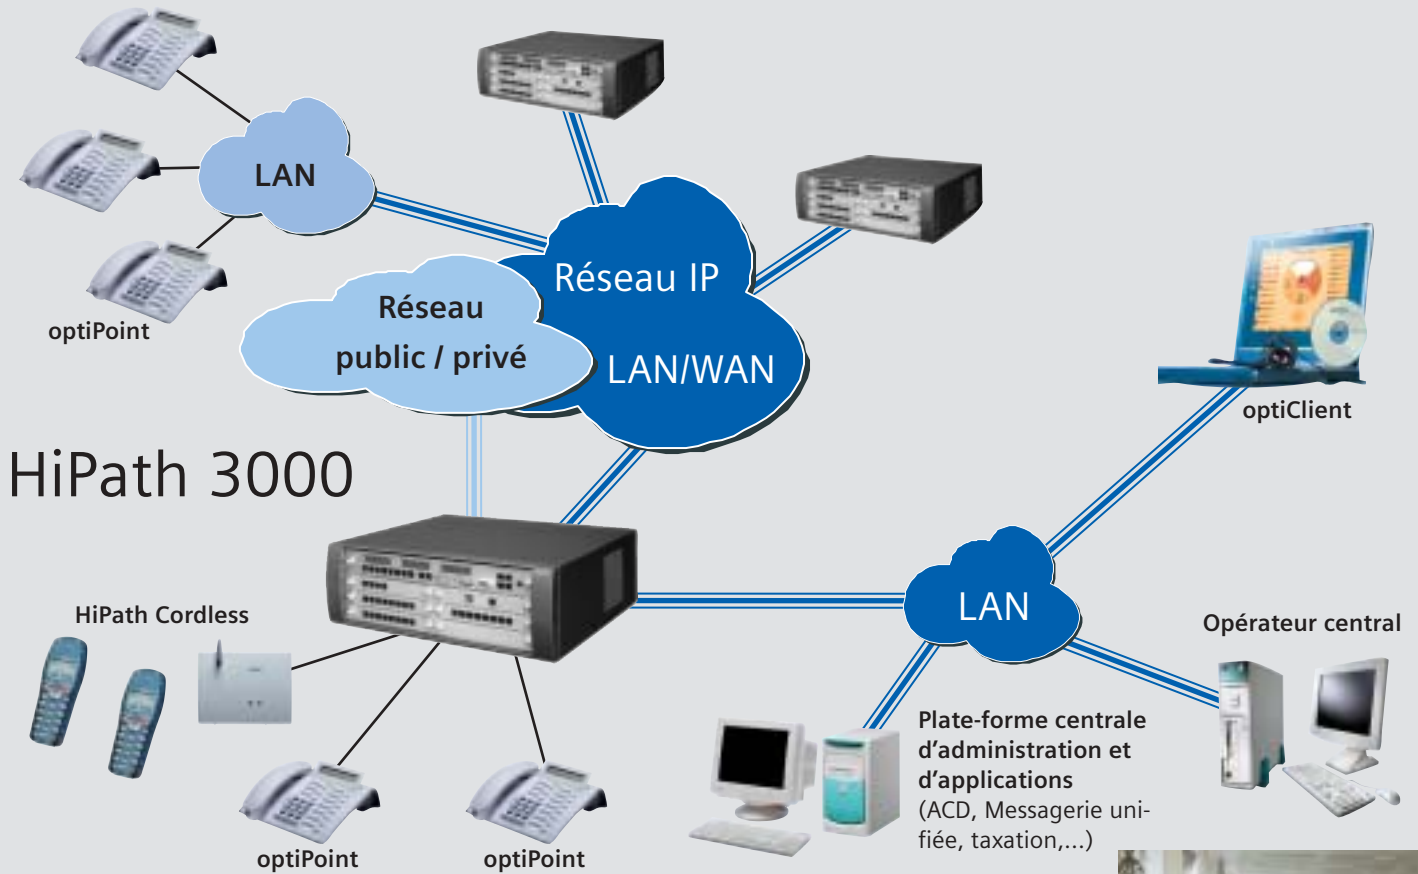 LAN
optiPoint
Réseau IP
LAN/WAN
Réseau
public / privé
optiClient
HiPath 3000
HiPath Cordless
LAN
Opérateur central
Plate-forme centrale
d'administration et
d'applications
(ACD, Messagerie uni-
fiée, taxation,...)
optiPoint
optiPoint